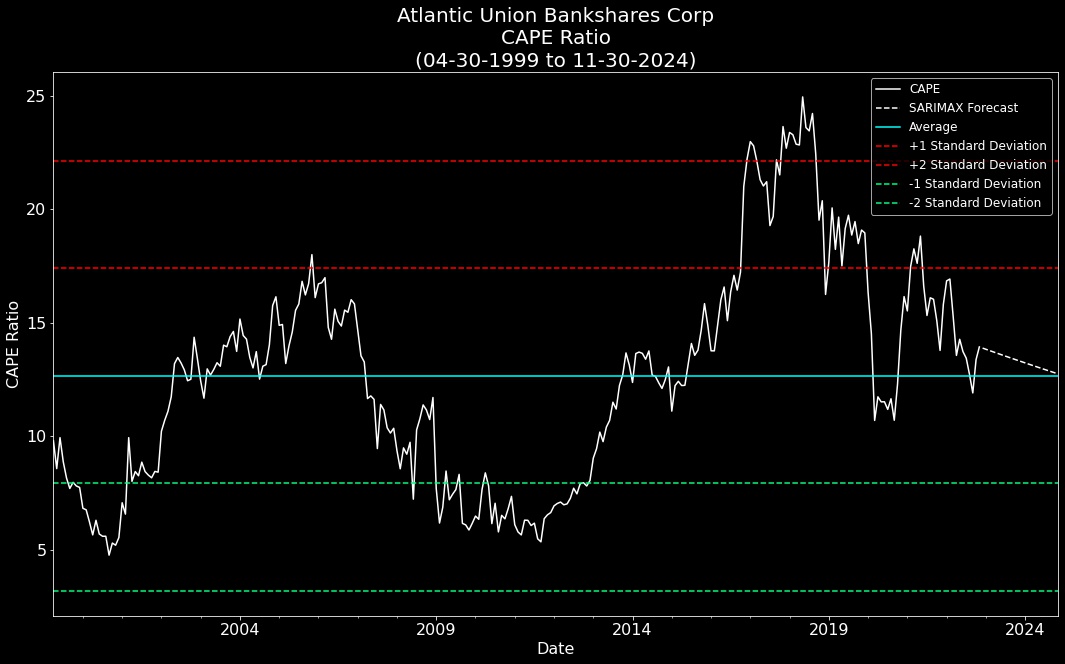 Atlantic Union Bankshares Corp
CAPE Ratio
(04-30-1999 to 11-30-2024)
CAPE
SARIMAX Forecast
Average
+1 Standard Deviation
+2 Standard Deviation
-1 Standard Deviation
-2 Standard Deviation
25
20
15
10
5
CAPE Ratio
2004
2009
2014
2019
2024
Date